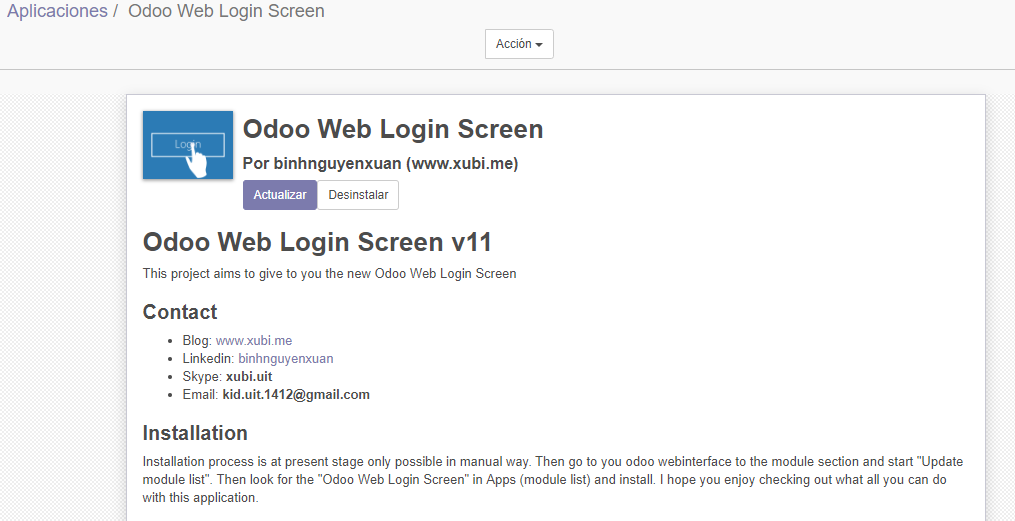 Aplicaciones / Odoo Web Login Screen
Acción
Login
Odoo Web Login Screen
Por binhnguyenxuan (www.xubi.me)
Actualizar Desinstalar
Odoo Web Login Screen v11
This project aims to give to you the new Odoo Web Login Screen
Contact
Blog: www.xubi.me
Linkedin: binhnguyenxuan
Skype: xubi.uit
Email: kid.uit.1412@gmail.com
Installation
Installation process is at present stage only possible in manual way. Then go to you odoo webinterface to the module section and start "Update
module list". Then look for the "Odoo Web Login Screen" in Apps (module list) and install. I hope you enjoy checking out what all you can do
with this application.